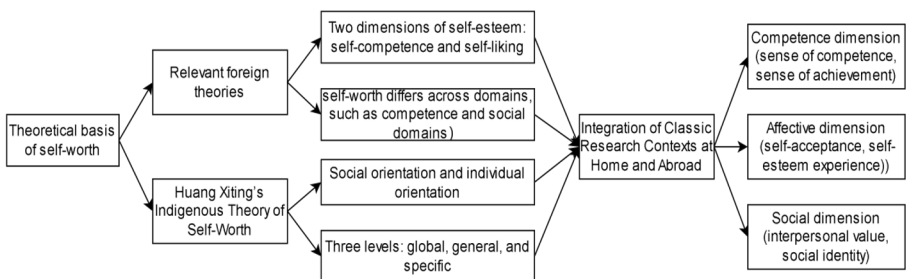 Theoretical basis
of self-worth
Relevant foreign
theories
Huang Xiting's
Indigenous Theory of
Self-Worth
Two dimensions of self-esteem:
self-competence and self-liking
self-worth differs across domains,
such as competence and social
domains)
Social orientation and individual
orientation
Three levels: global, general, and
specific
Integration of Classic
Research Contexts at
Home and Abroad
Competence dimension
(sense of competence,
sense of achievement)
Affective dimension
(self-acceptance, self-
esteem experience))
Social dimension
(interpersonal value,
social identity)